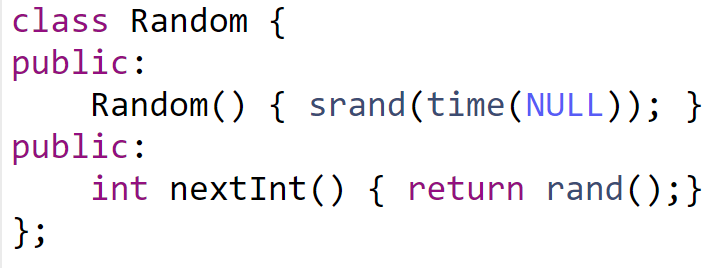 class Random {
public:
    Random() { srand(time(NULL)); }
public:
    int nextInt() { return rand();}
};